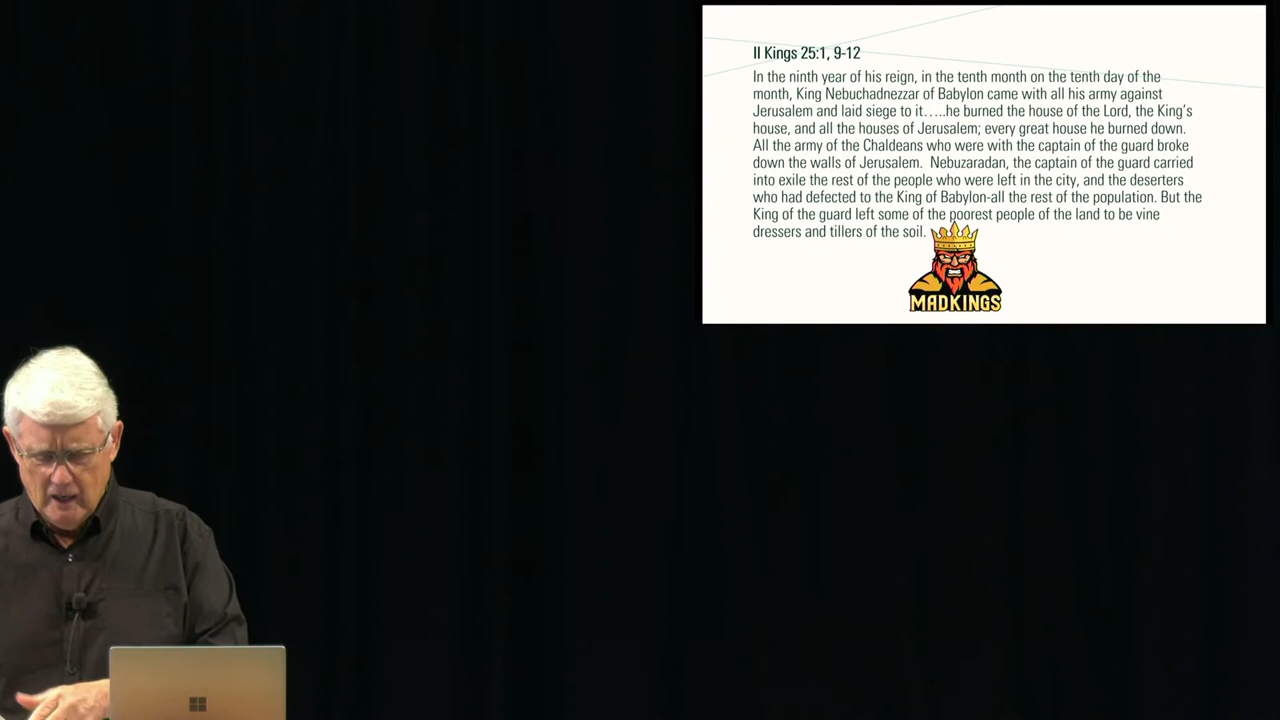 II Kings 25:1, 9-12
In the ninth year of his reign, in the tenth month on the tenth day of the
month, King Nebuchadnezzar of Babylon came with all his army against
Jerusalem and laid siege to it…..he burned the house of the Lord, the King's
house, and all the houses of Jerusalem; every great house he burned down.
All the army of the Chaldeans who were with the captain of the guard broke
down the walls of Jerusalem.  Nebuzaradan, the captain of the guard carried
into exile the rest of the people who were left in the city, and the deserters
who had defected to the King of Babylon-all the rest of the population. But the
King of the guard left some of the poorest people of the land to be vine
dressers and tillers of the soil.
MADKINGS